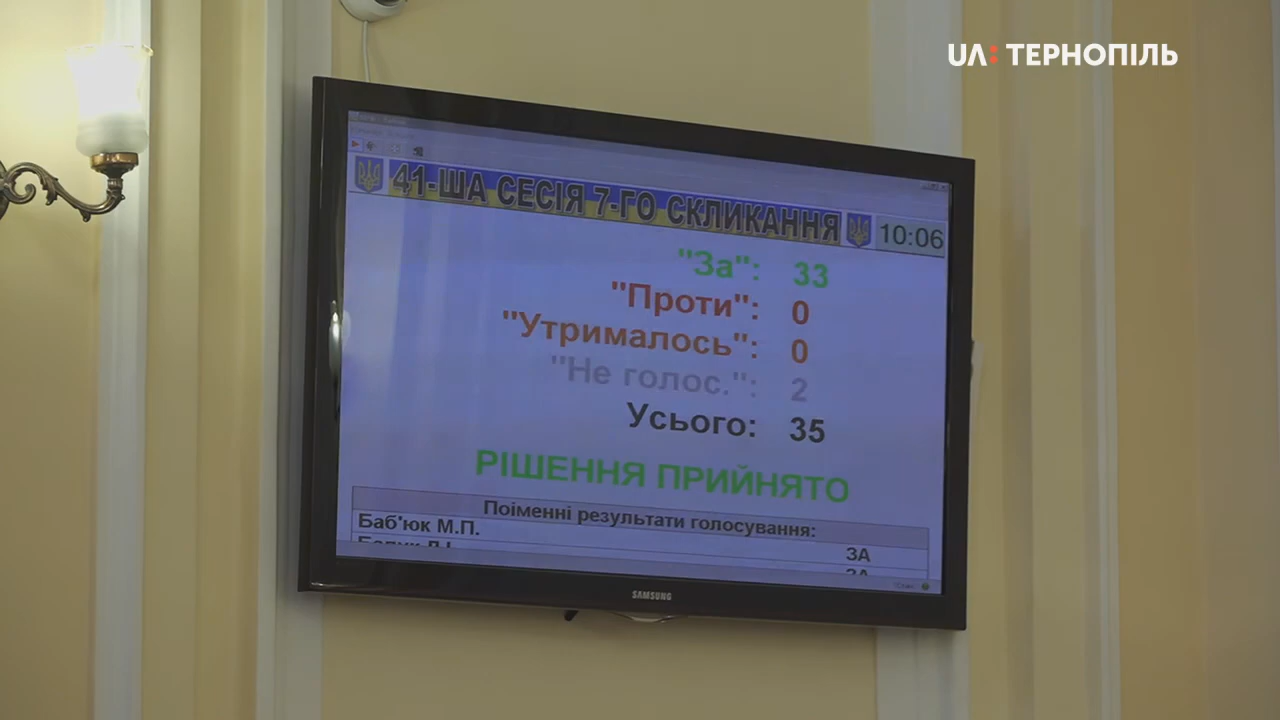 UA: ТЕРНОПІЛЬ
41-ША СЕСІЯ 7-ГО СКЛИКАННЯ 10:06
"За": 33
"Проти": 0
"Утрималось": 0
"Не голос.": 2
Усього: 35
РІШЕННЯ ПРИЙНЯТО
Поіменні результати голосування:
Баб'юк М.П. ЗА
ЗА
SAMSUNG